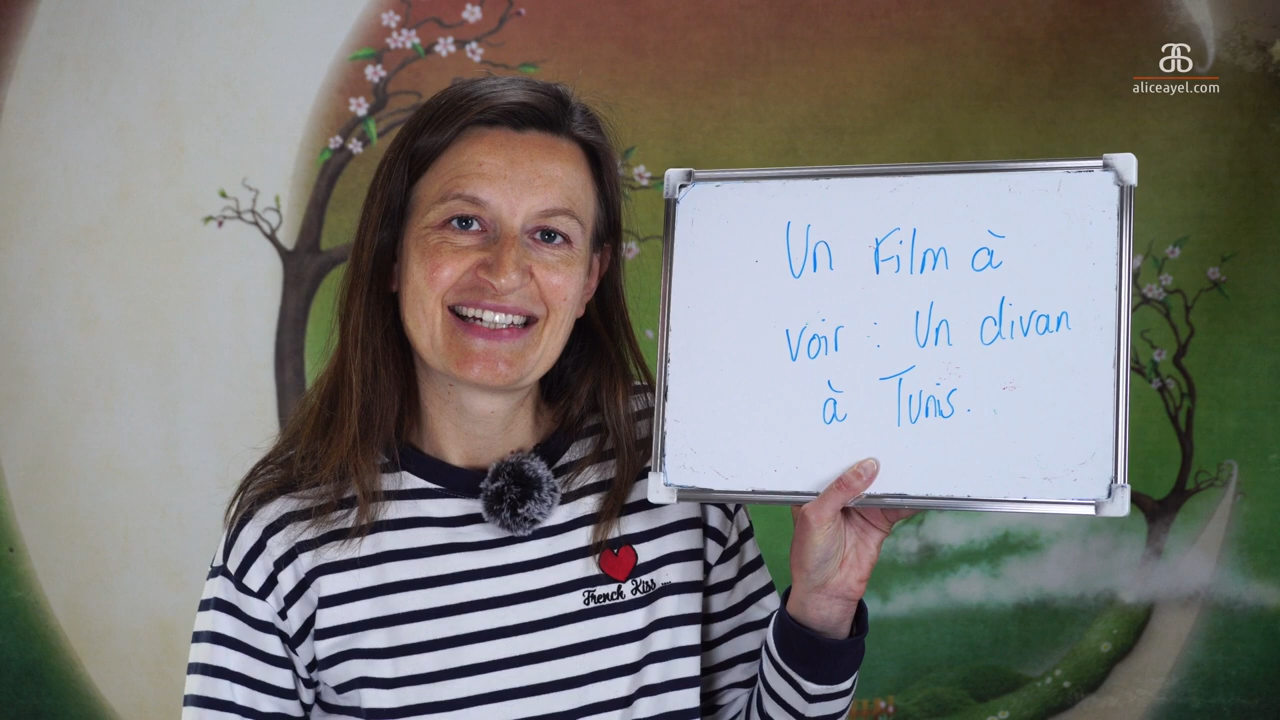 aliceayel.com
Un Film à
voir : Un divan
à Tunis.
French Kiss ....